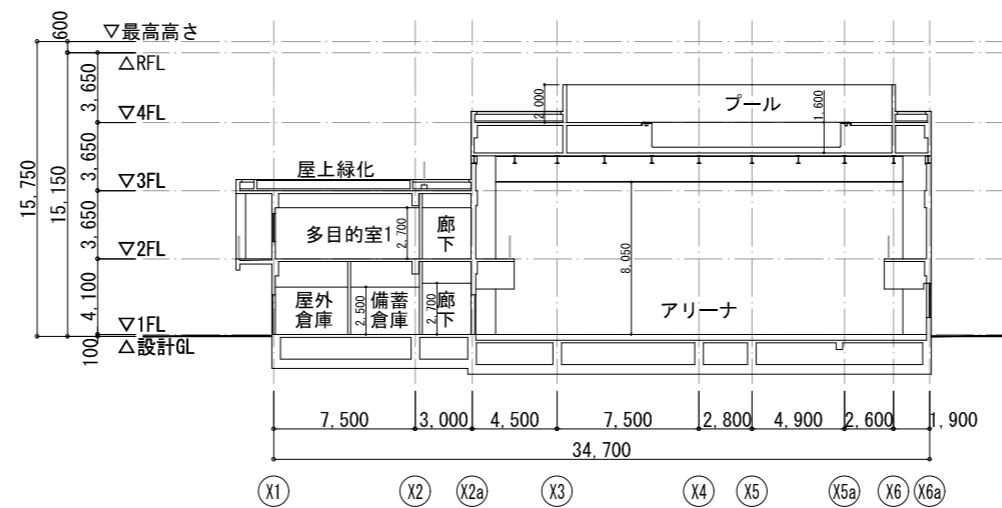 ▽最高高さ
△RFL
▽4FL
▽3FL
▽2FL
▽1FL
△設計GL
600
3,650
3,650
3,650
4,100
100
15,150
15,750
プール
2,000
1,600
屋上緑化
多目的室1
2,700
廊下
屋外倉庫
2,500
備蓄倉庫
2,700
廊下
8,050
アリーナ
7,500
3,000
4,500
7,500
2,800
4,900
2,600
1,900
34,700
X1
X2
X2a
X3
X4
X5
X5a
X6
X6a